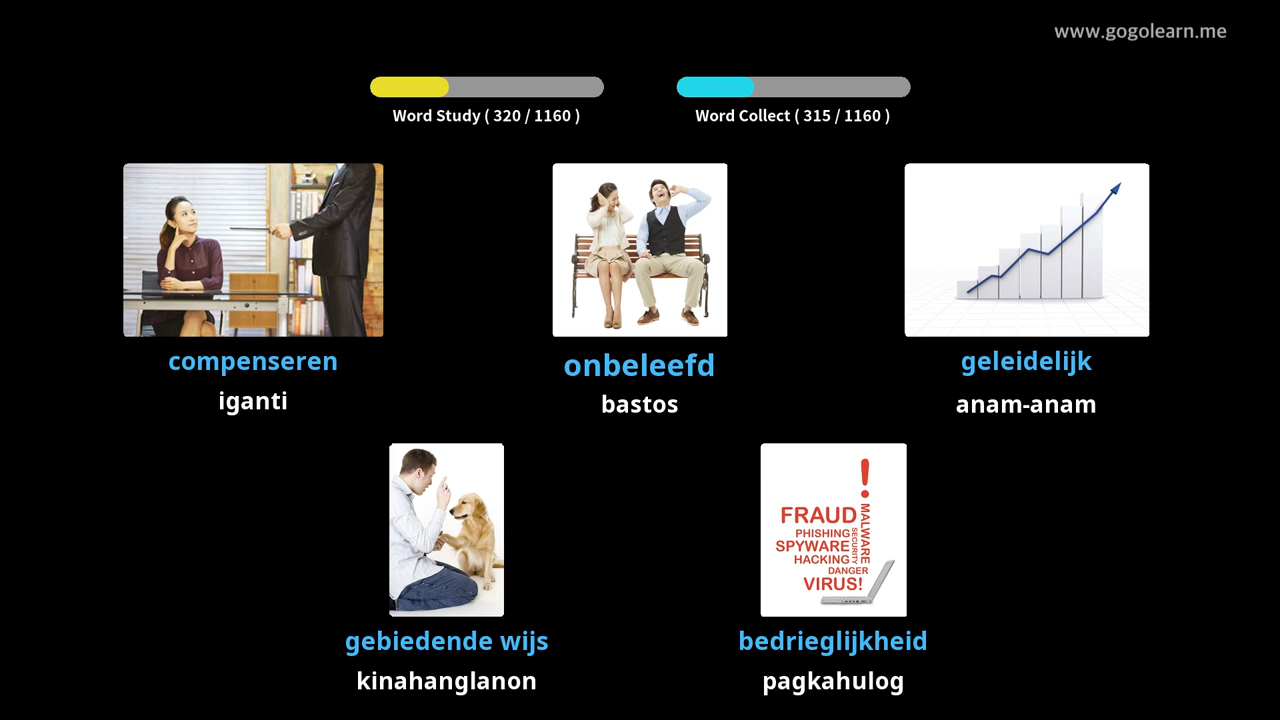 www.gogolearn.me
Word Study ( 320 / 1160 )
Word Collect ( 315 / 1160 )
compenseren
iganti
onbeleefd
bastos
geleidelijk
anam-anam
gebiedende wijs
kinahanglanon
!
FRAUD
PHISHING
SPYWARE
HACKING
DANGER
VIRUS!
SECURITY
MALWARE
bedrieglijkheid
pagkahulog